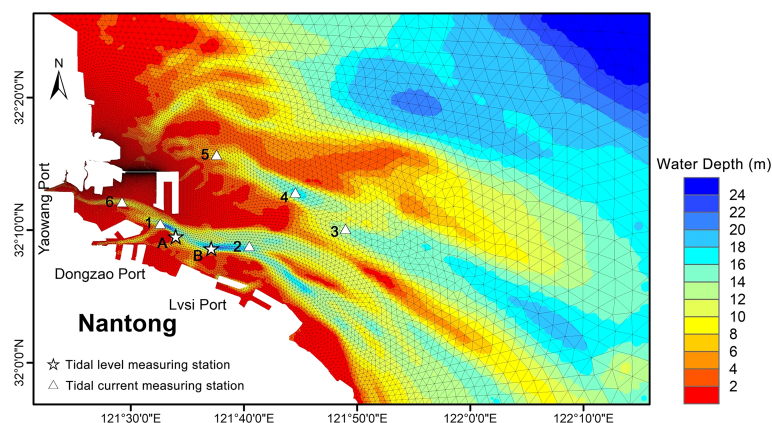 N
32°20'0"N
32°10'0"N
32°0'0"N
Yaowang Port
5
4
6
1
3
A
B
2
Dongzao Port
Lvsi Port
Nantong
Tidal level measuring station
Tidal current measuring station
121°30'0"E
121°40'0"E
121°50'0"E
122°0'0"E
122°10'0"E
Water Depth (m)
24
22
20
18
16
14
12
10
8
6
4
2